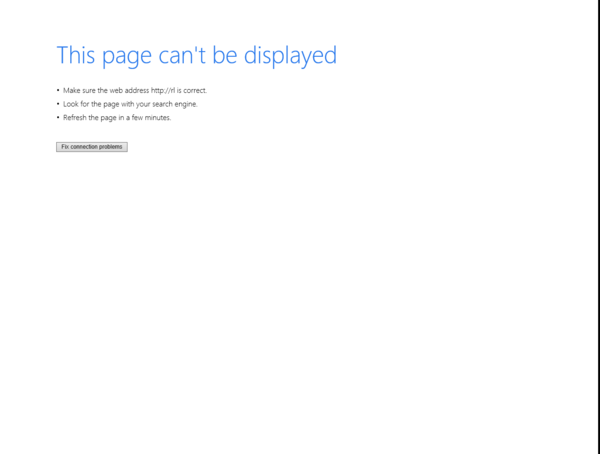 This page can't be displayed
• Make sure the web address http://rl is correct.
• Look for the page with your search engine.
• Refresh the page in a few minutes.
Fix connection problems